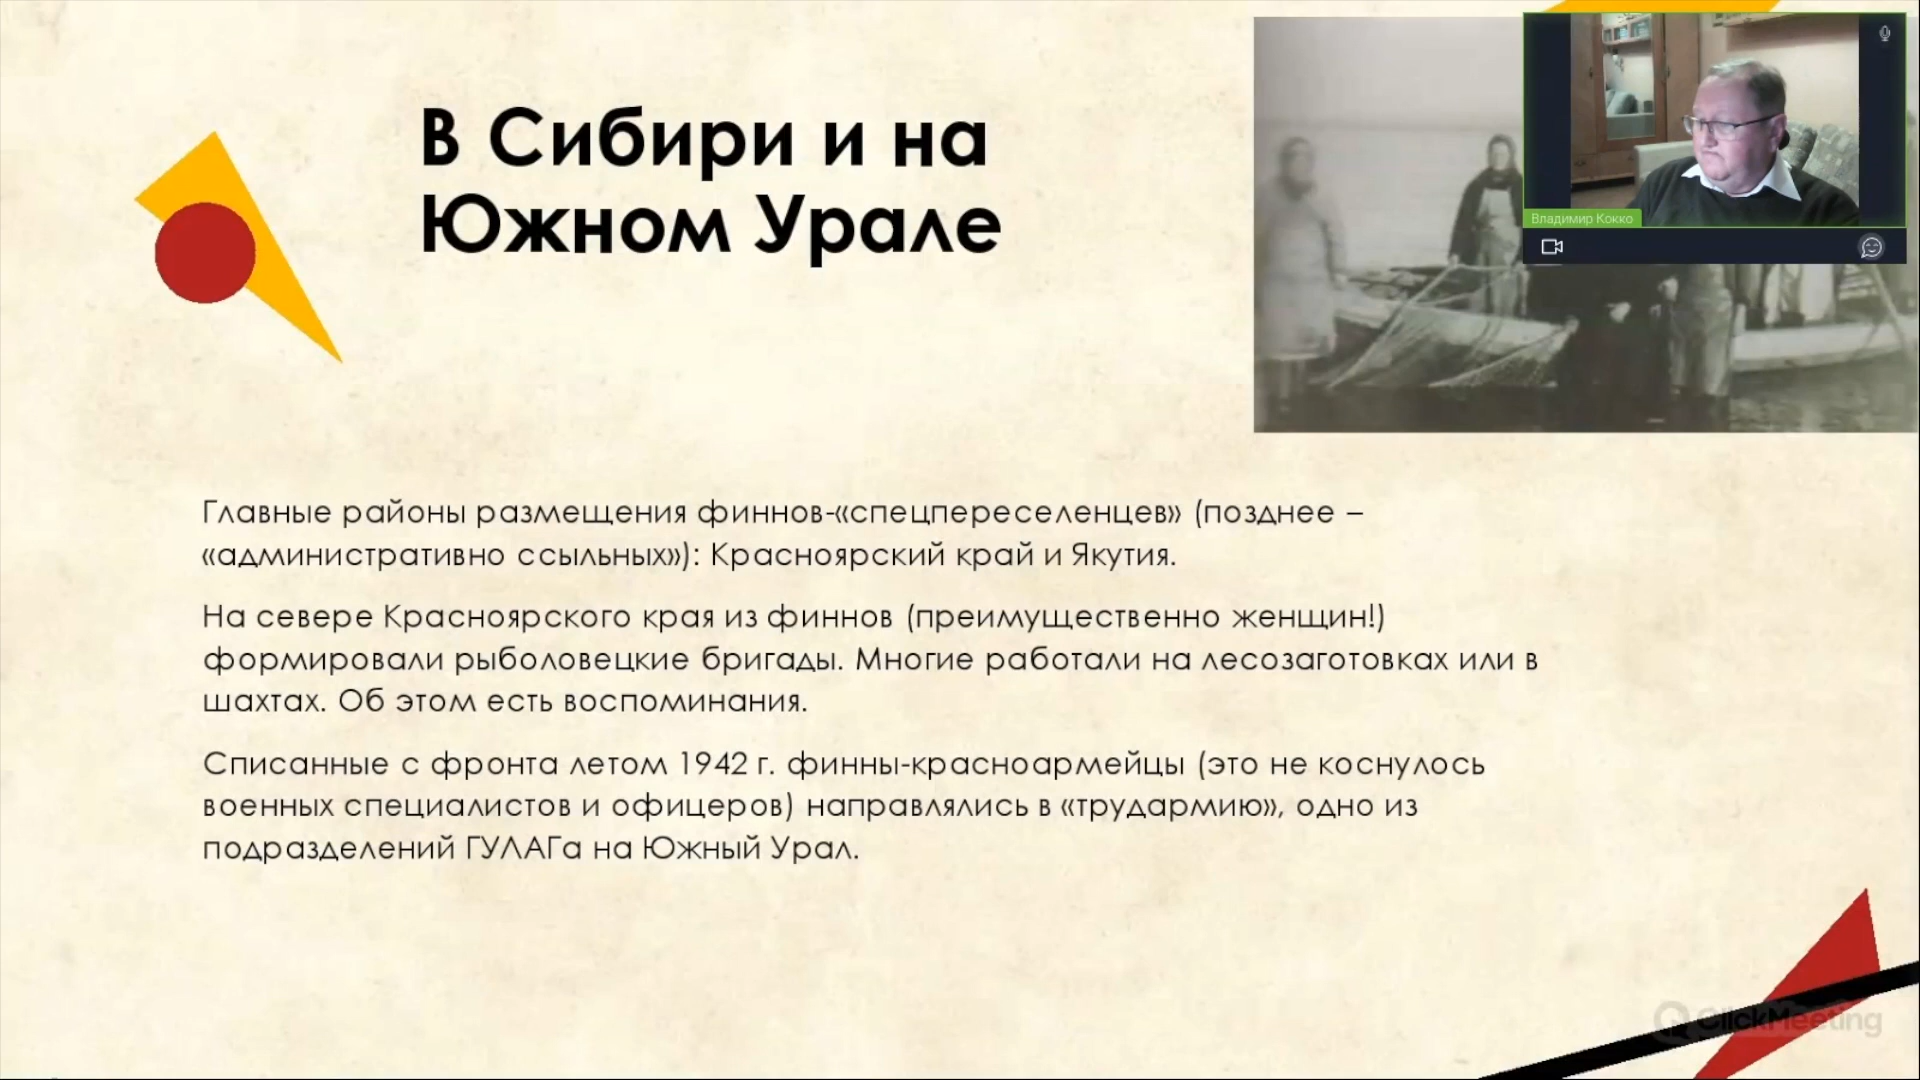 В Сибири и на
Южном Урале
Владимир Кокко
Главные районы размещения финнов-«спецпереселенцев» (позднее –
«административно ссыльных»): Красноярский край и Якутия.
На севере Красноярского края из финнов (преимущественно женщин!)
формировали рыболовецкие бригады. Многие работали на лесозаготовках или в
шахтах. Об этом есть воспоминания.
Списанные с фронта летом 1942 г. финны-красноармейцы (это не коснулось
военных специалистов и офицеров) направлялись в «трудармию», одно из
подразделений ГУЛАГа на Южный Урал.
ClickMeeting